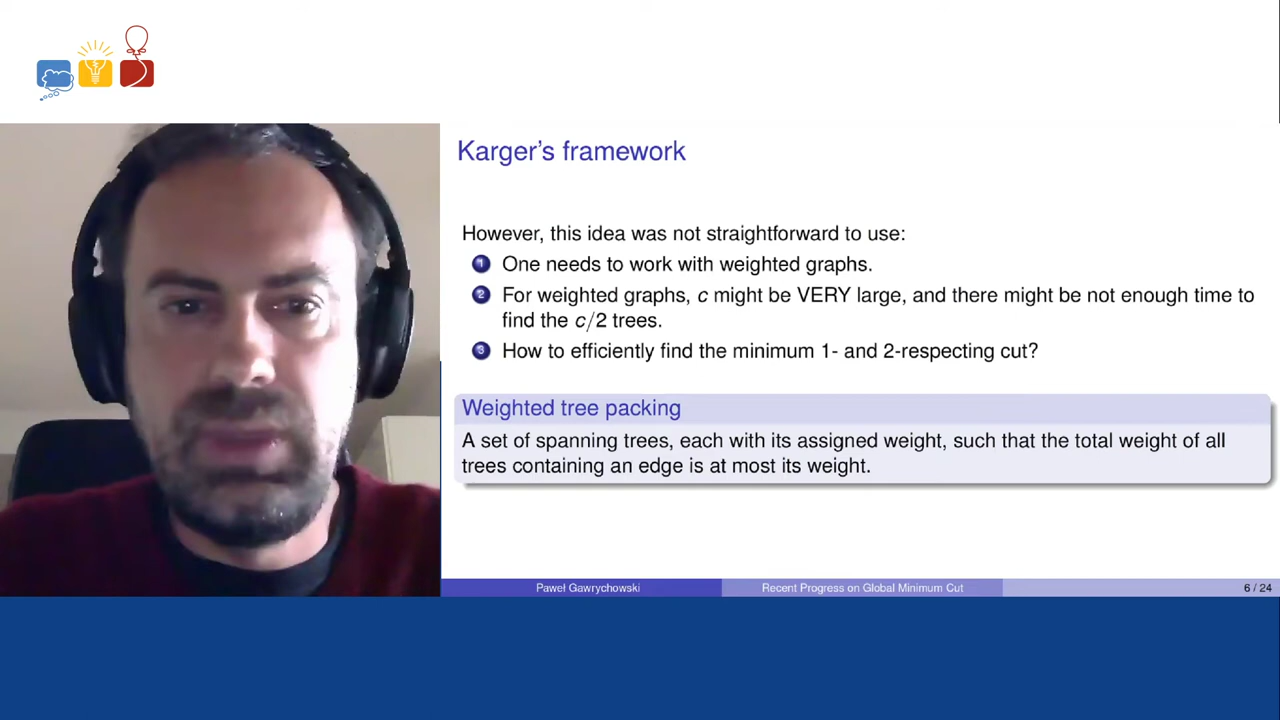 Karger's framework
However, this idea was not straightforward to use:
1 One needs to work with weighted graphs.
2 For weighted graphs, c might be VERY large, and there might be not enough time to
find the c/2 trees.
3 How to efficiently find the minimum 1- and 2-respecting cut?
Weighted tree packing
A set of spanning trees, each with its assigned weight, such that the total weight of all
trees containing an edge is at most its weight.
Paweł Gawrychowski Recent Progress on Global Minimum Cut 6 / 24